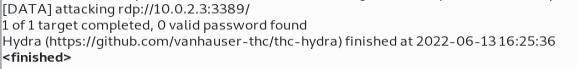 [DATA] attacking rdp://10.0.2.3:3389/
1 of 1 target completed, 0 valid password found
Hydra (https://github.com/vanhauser-thc/thc-hydra) finished at 2022-06-13 16:25:36
<finished>